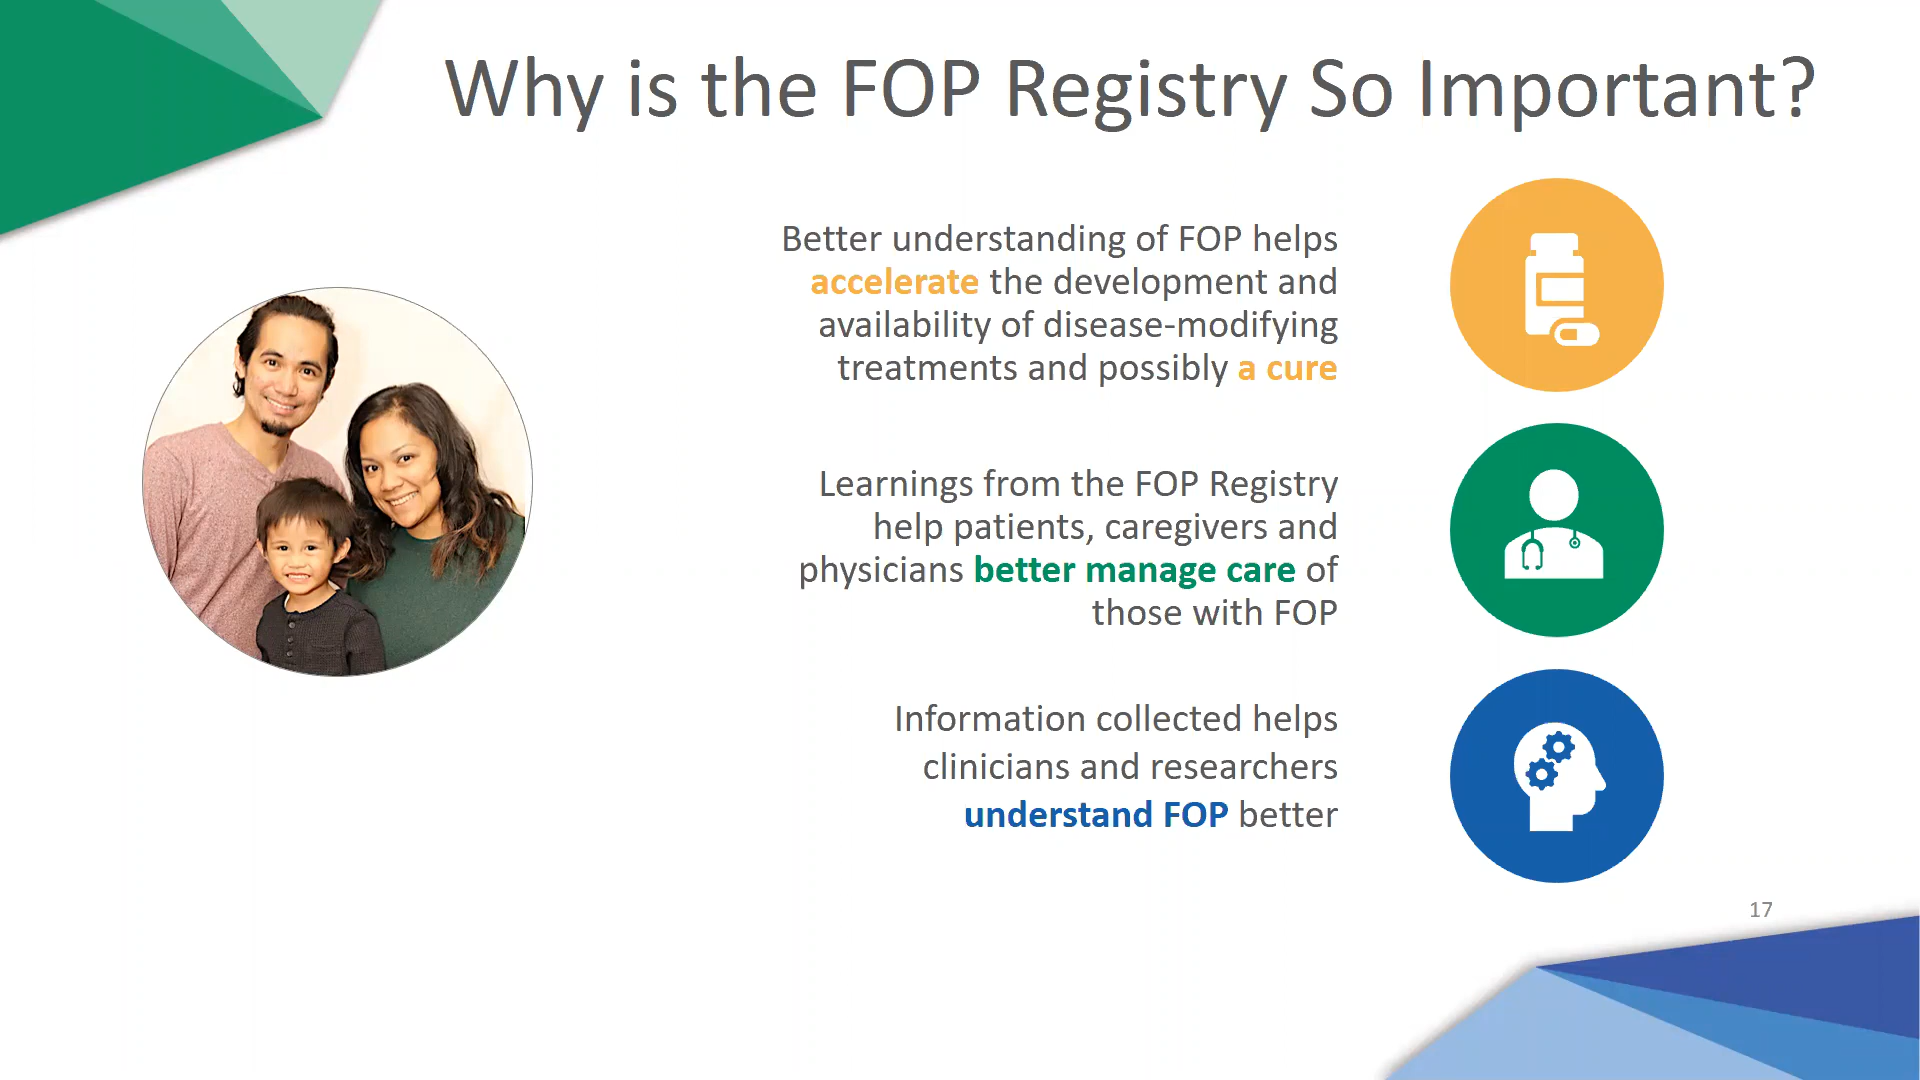 Why is the FOP Registry So Important?
Better understanding of FOP helps
accelerate the development and
availability of disease-modifying
treatments and possibly a cure
Learnings from the FOP Registry
help patients, caregivers and
physicians better manage care of
those with FOP
Information collected helps
clinicians and researchers
understand FOP better
17